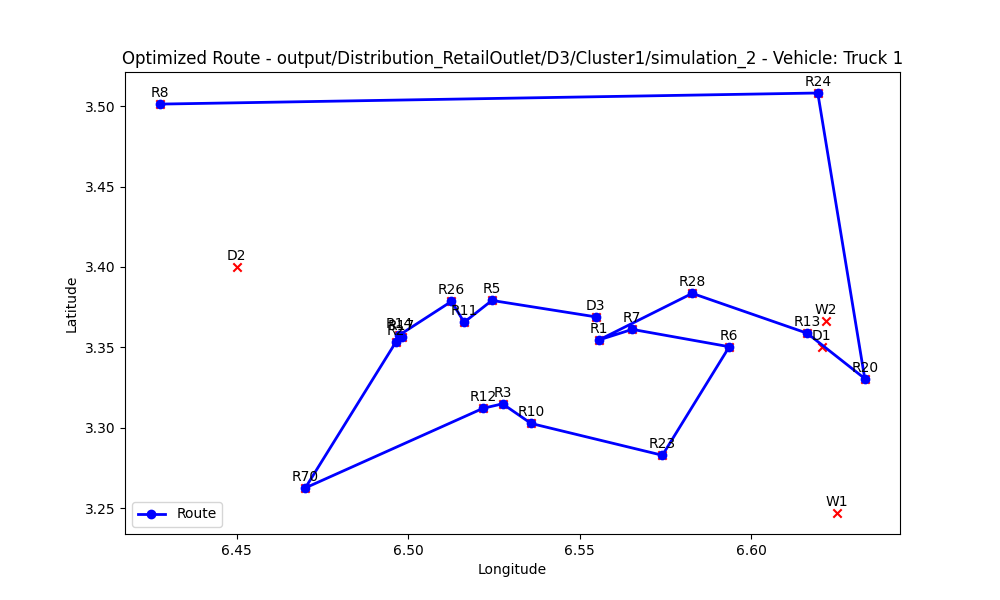 Optimized Route - output/Distribution_RetailOutlet/D3/Cluster1/simulation_2 - Vehicle: Truck 1
R8
R24
3.50
3.45
Latitude
3.40
D2
R26
R5
R11
D3
R28
R1
R7
R6
R13
W2
D1
R20
3.35
R12
R3
R10
R23
3.30
R70
3.25
W1
Route
6.45
6.50
6.55
6.60
Longitude